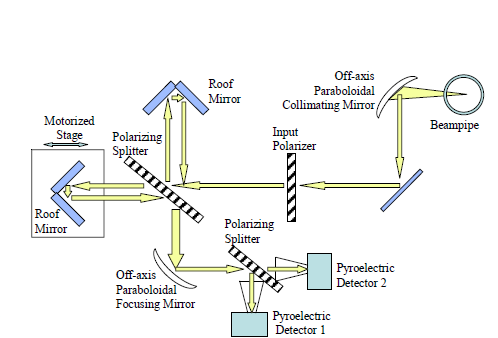 Off-axis
Paraboloidal
Collimating Mirror
Beampipe
Roof
Mirror
Motorized
Stage
Polarizing
Splitter
Input
Polarizer
Roof
Mirror
Polarizing
Splitter
Off-axis
Paraboloidal
Focusing Mirror
Pyroelectric
Detector 2
Pyroelectric
Detector 1